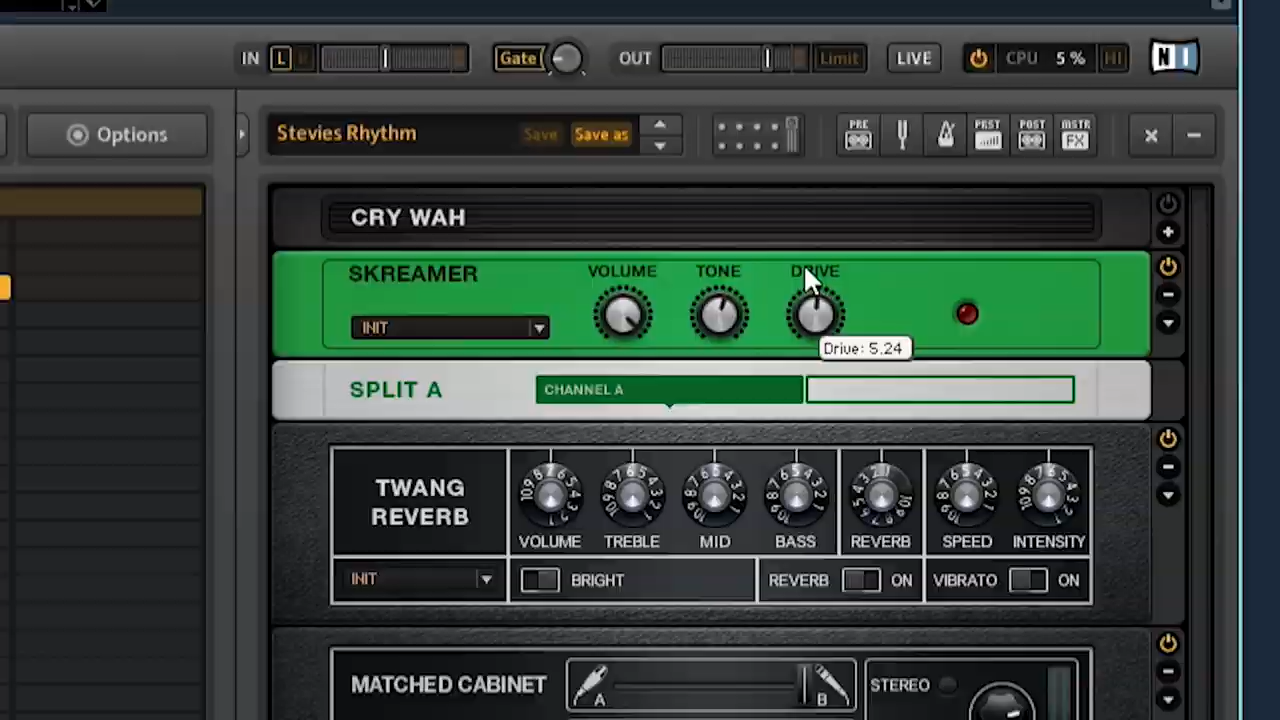 IN L R Gate OUT Limit LIVE CPU 5 % HI N I
Options
Stevies Rhythm Save Save as PRE PRST POST MSTR FX
CRY WAH
SKREAMER VOLUME TONE DRIVE
INIT
Drive: 5.24
SPLIT A CHANNEL A
TWANG
REVERB
VOLUME TREBLE MID BASS REVERB SPEED INTENSITY
INIT BRIGHT REVERB ON VIBRATO ON
MATCHED CABINET A B STEREO